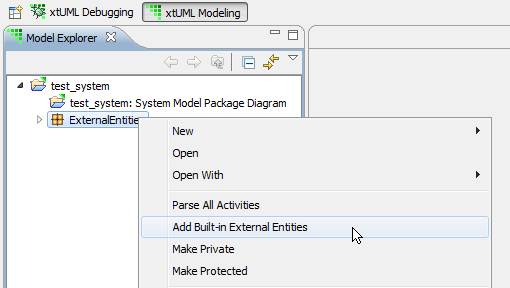 xtUML Debugging xtUML Modeling
Model Explorer
test_system
test_system: System Model Package Diagram
New
Open
Open With
Parse All Activities
Add Built-in External Entities
Make Private
Make Protected